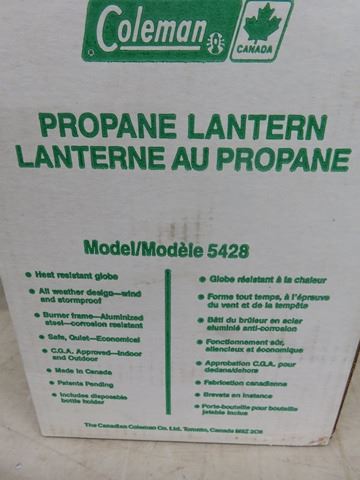 Coleman
CANADA
PROPANE LANTERN
LANTERNE AU PROPANE
Model/Modèle 5428
• Heat resistant globe
• All weather design—wind
and stormproof
• Burner frame—Aluminized
steel—corrosion resistant
• Safe, Quiet—Economical
• C.G.A. Approved—Indoor
and Outdoor
• Made in Canada
• Patents Pending
• Includes disposable
bottle holder
• Globe résistant à la chaleur
• Forme tout temps, à l'épreuve
du vent et de la tempête
• Bâti du brûleur en acier
aluminié anti-corrosion
• Fonctionnement sûr,
silencieux et économique
• Approbation C.G.A. pour
dedans/dehors
• Fabrication canadienne
• Brevets en instance
• Porte-bouteille pour bouteille
jetable inclus
The Canadian Coleman Co. Ltd. Toronto, Canada M8Z 2C6